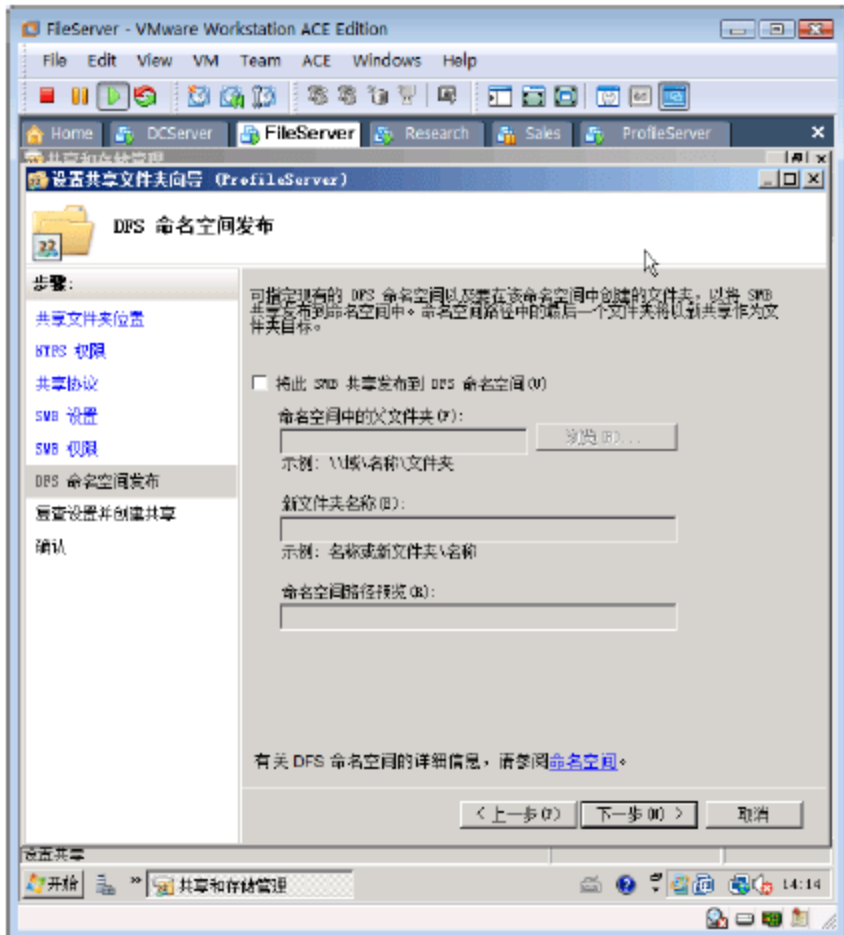 FileServer - VMware Workstation ACE Edition
File Edit View VM Team ACE Windows Help
Home DCServer FileServer Research Sales ProfileServer
共享和存储管理
设置共享文件夹向导 (ProfileServer)
DFS 命名空间发布
步骤:
共享文件夹位置
NTFS 权限
共享协议
SMB 设置
SMB 权限
DFS 命名空间发布
复查设置并创建共享
确认
可指定现有的 DFS 命名空间以及要在该命名空间中创建的文件夹，以将 SMB
共享发布到命名空间中。命名空间路径中的最后一个文件夹将以新共享作为文
件夹目标。
将此 SMB 共享发布到 DFS 命名空间(U)
命名空间中的父文件夹(F):
浏览(B)...
示例: \\域\名称\文件夹
新文件夹名称(E):
示例: 名称或新文件夹\名称
命名空间路径预览(R):
有关 DFS 命名空间的详细信息，请参阅命名空间。
< 上一步(P) 下一步(N) > 取消
设置共享
开始 共享和存储管理 14:14